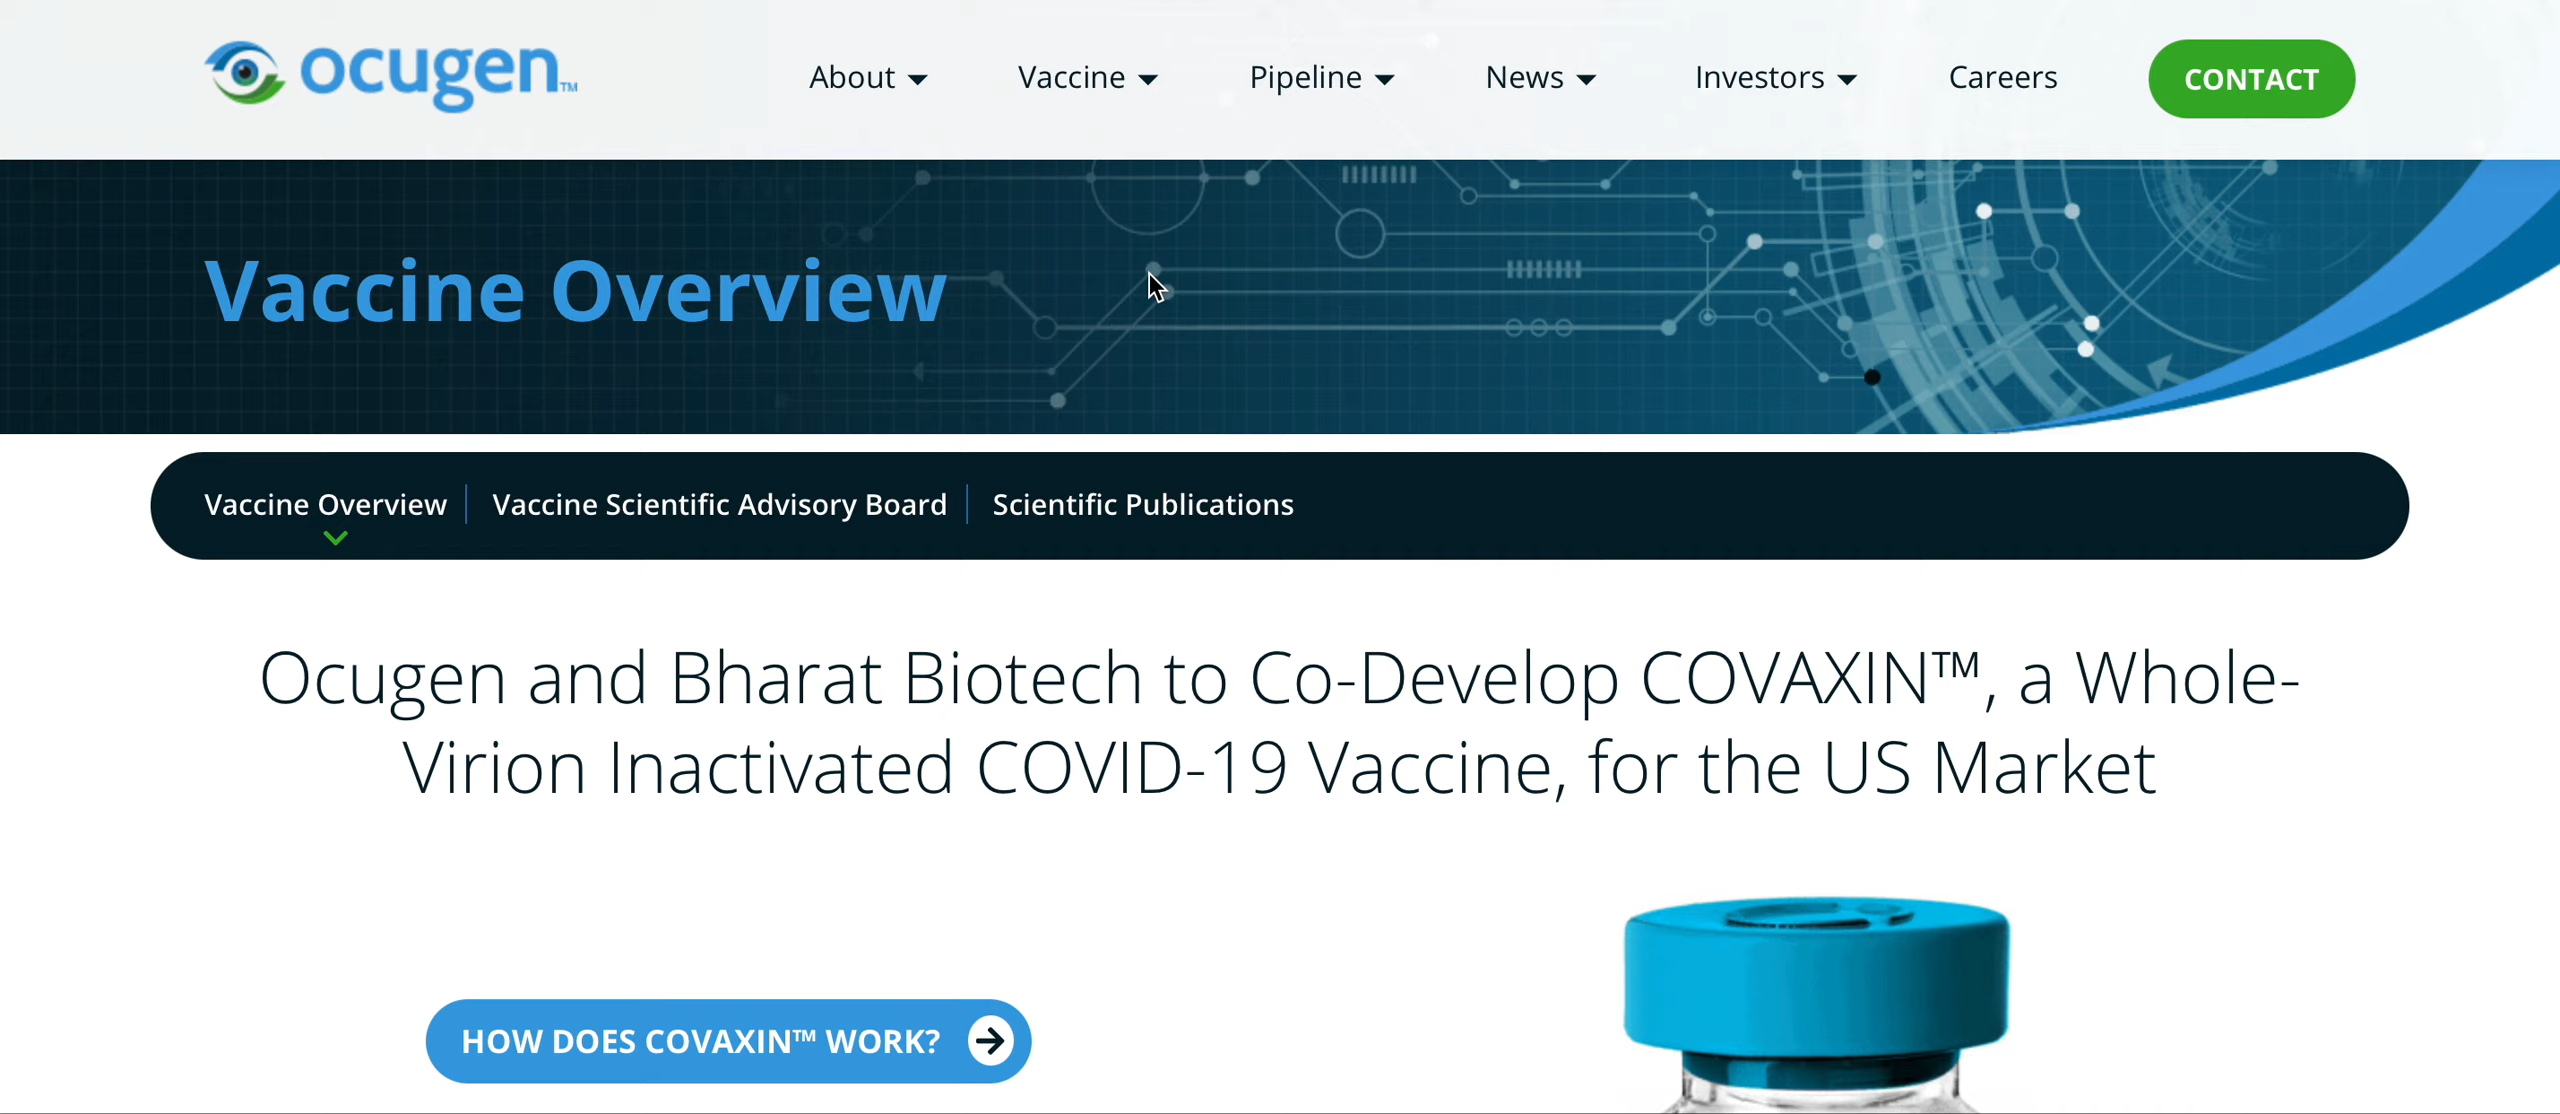 ocugen™
About
Vaccine
Pipeline
News
Investors
Careers
CONTACT
Vaccine Overview
Vaccine Overview
Vaccine Scientific Advisory Board
Scientific Publications
Ocugen and Bharat Biotech to Co-Develop COVAXIN™, a Whole-
Virion Inactivated COVID-19 Vaccine, for the US Market
HOW DOES COVAXIN™ WORK?